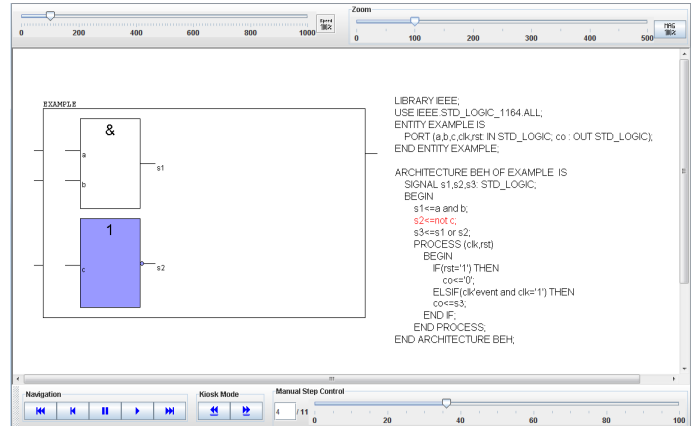 Zoom
Speed
100%
0 200 400 600 800 1000
MAG
100%
0 100 200 300 400 500
EXAMPLE
&
a
b
s1
1
c
s2
LIBRARY IEEE;
USE IEEE.STD_LOGIC_1164.ALL;
ENTITY EXAMPLE IS
PORT (a,b,c,clk,rst: IN STD_LOGIC; co : OUT STD_LOGIC);
END ENTITY EXAMPLE;
ARCHITECTURE BEH OF EXAMPLE IS
SIGNAL s1,s2,s3: STD_LOGIC;
BEGIN
s1<=a and b;
s2<=not c;
s3<=s1 or s2;
PROCESS (clk,rst)
BEGIN
IF(rst='1') THEN
co<='0';
ELSIF(clk'event and clk='1') THEN
co<=s3;
END IF;
END PROCESS;
END ARCHITECTURE BEH;
Navigation
Kiosk Mode
Manual Step Control
4 / 11
0 20 40 60 80 100